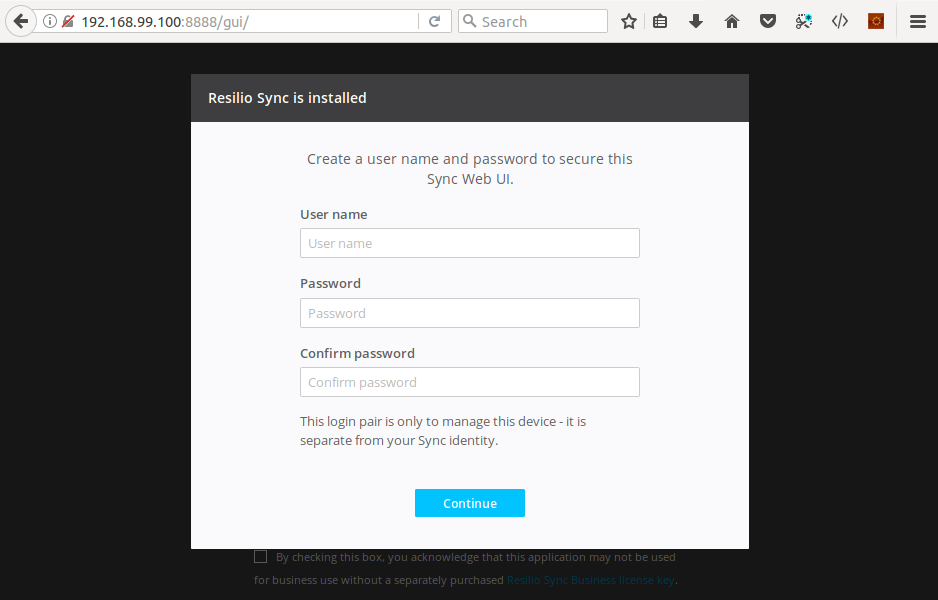 192.168.99.100:8888/gui/
Search
Resilio Sync is installed
Create a user name and password to secure this
Sync Web UI.
User name
User name
Password
Password
Confirm password
Confirm password
This login pair is only to manage this device - it is
separate from your Sync identity.
Continue
By checking this box, you acknowledge that this application may not be used
for business use without a separately purchased Resilio Sync Business license key.